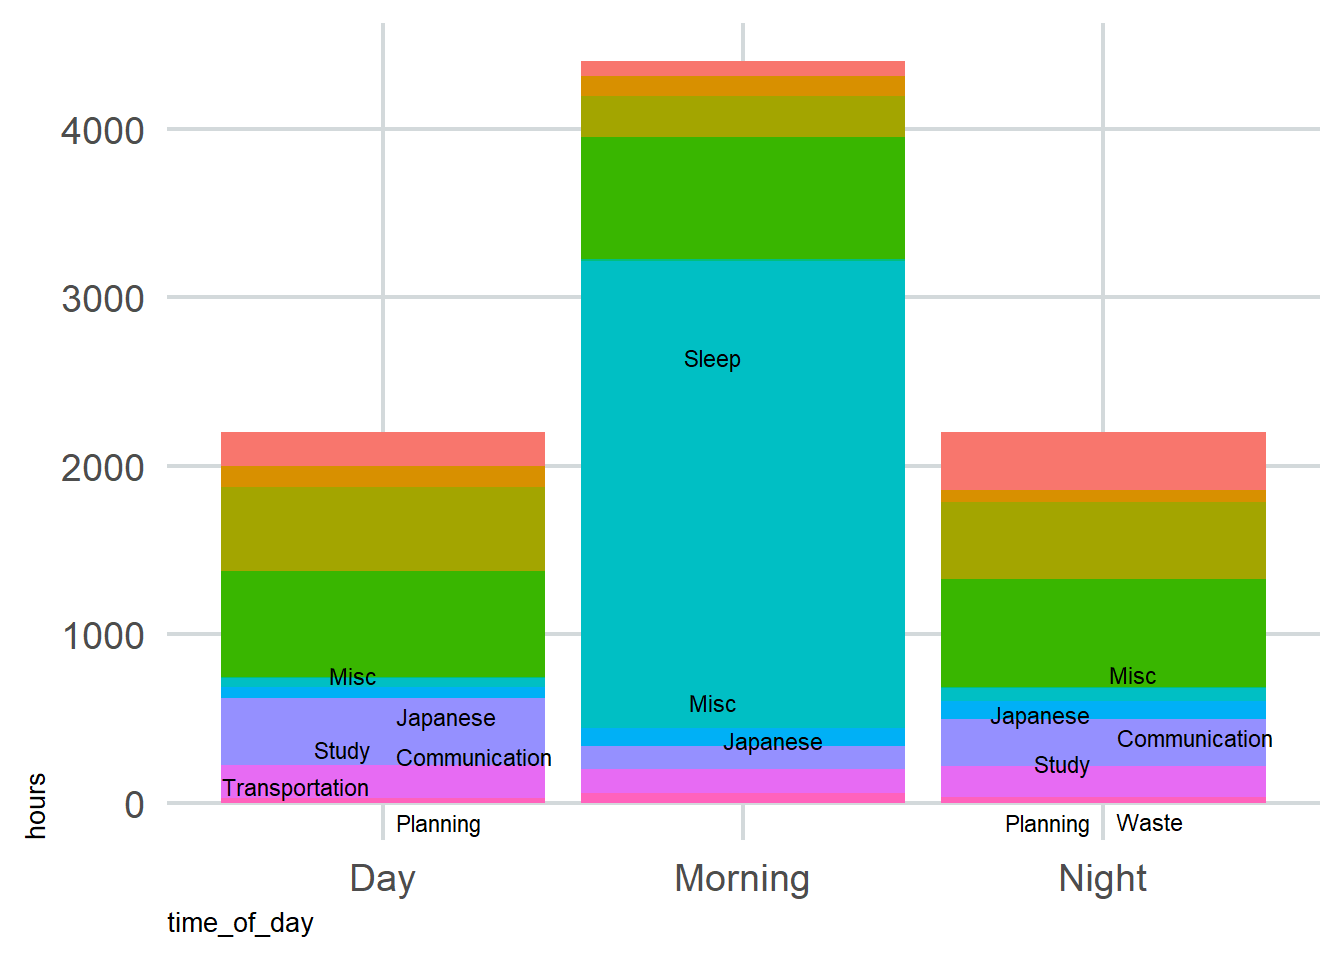 4000
3000
Sleep
2000
1000
Misc
Misc
Misc
Japanese
Japanese
Communication
Japanese
Study
Communication
Study
Transportation
0
Planning
Planning
Waste
hours
Day
Morning
Night
time_of_day